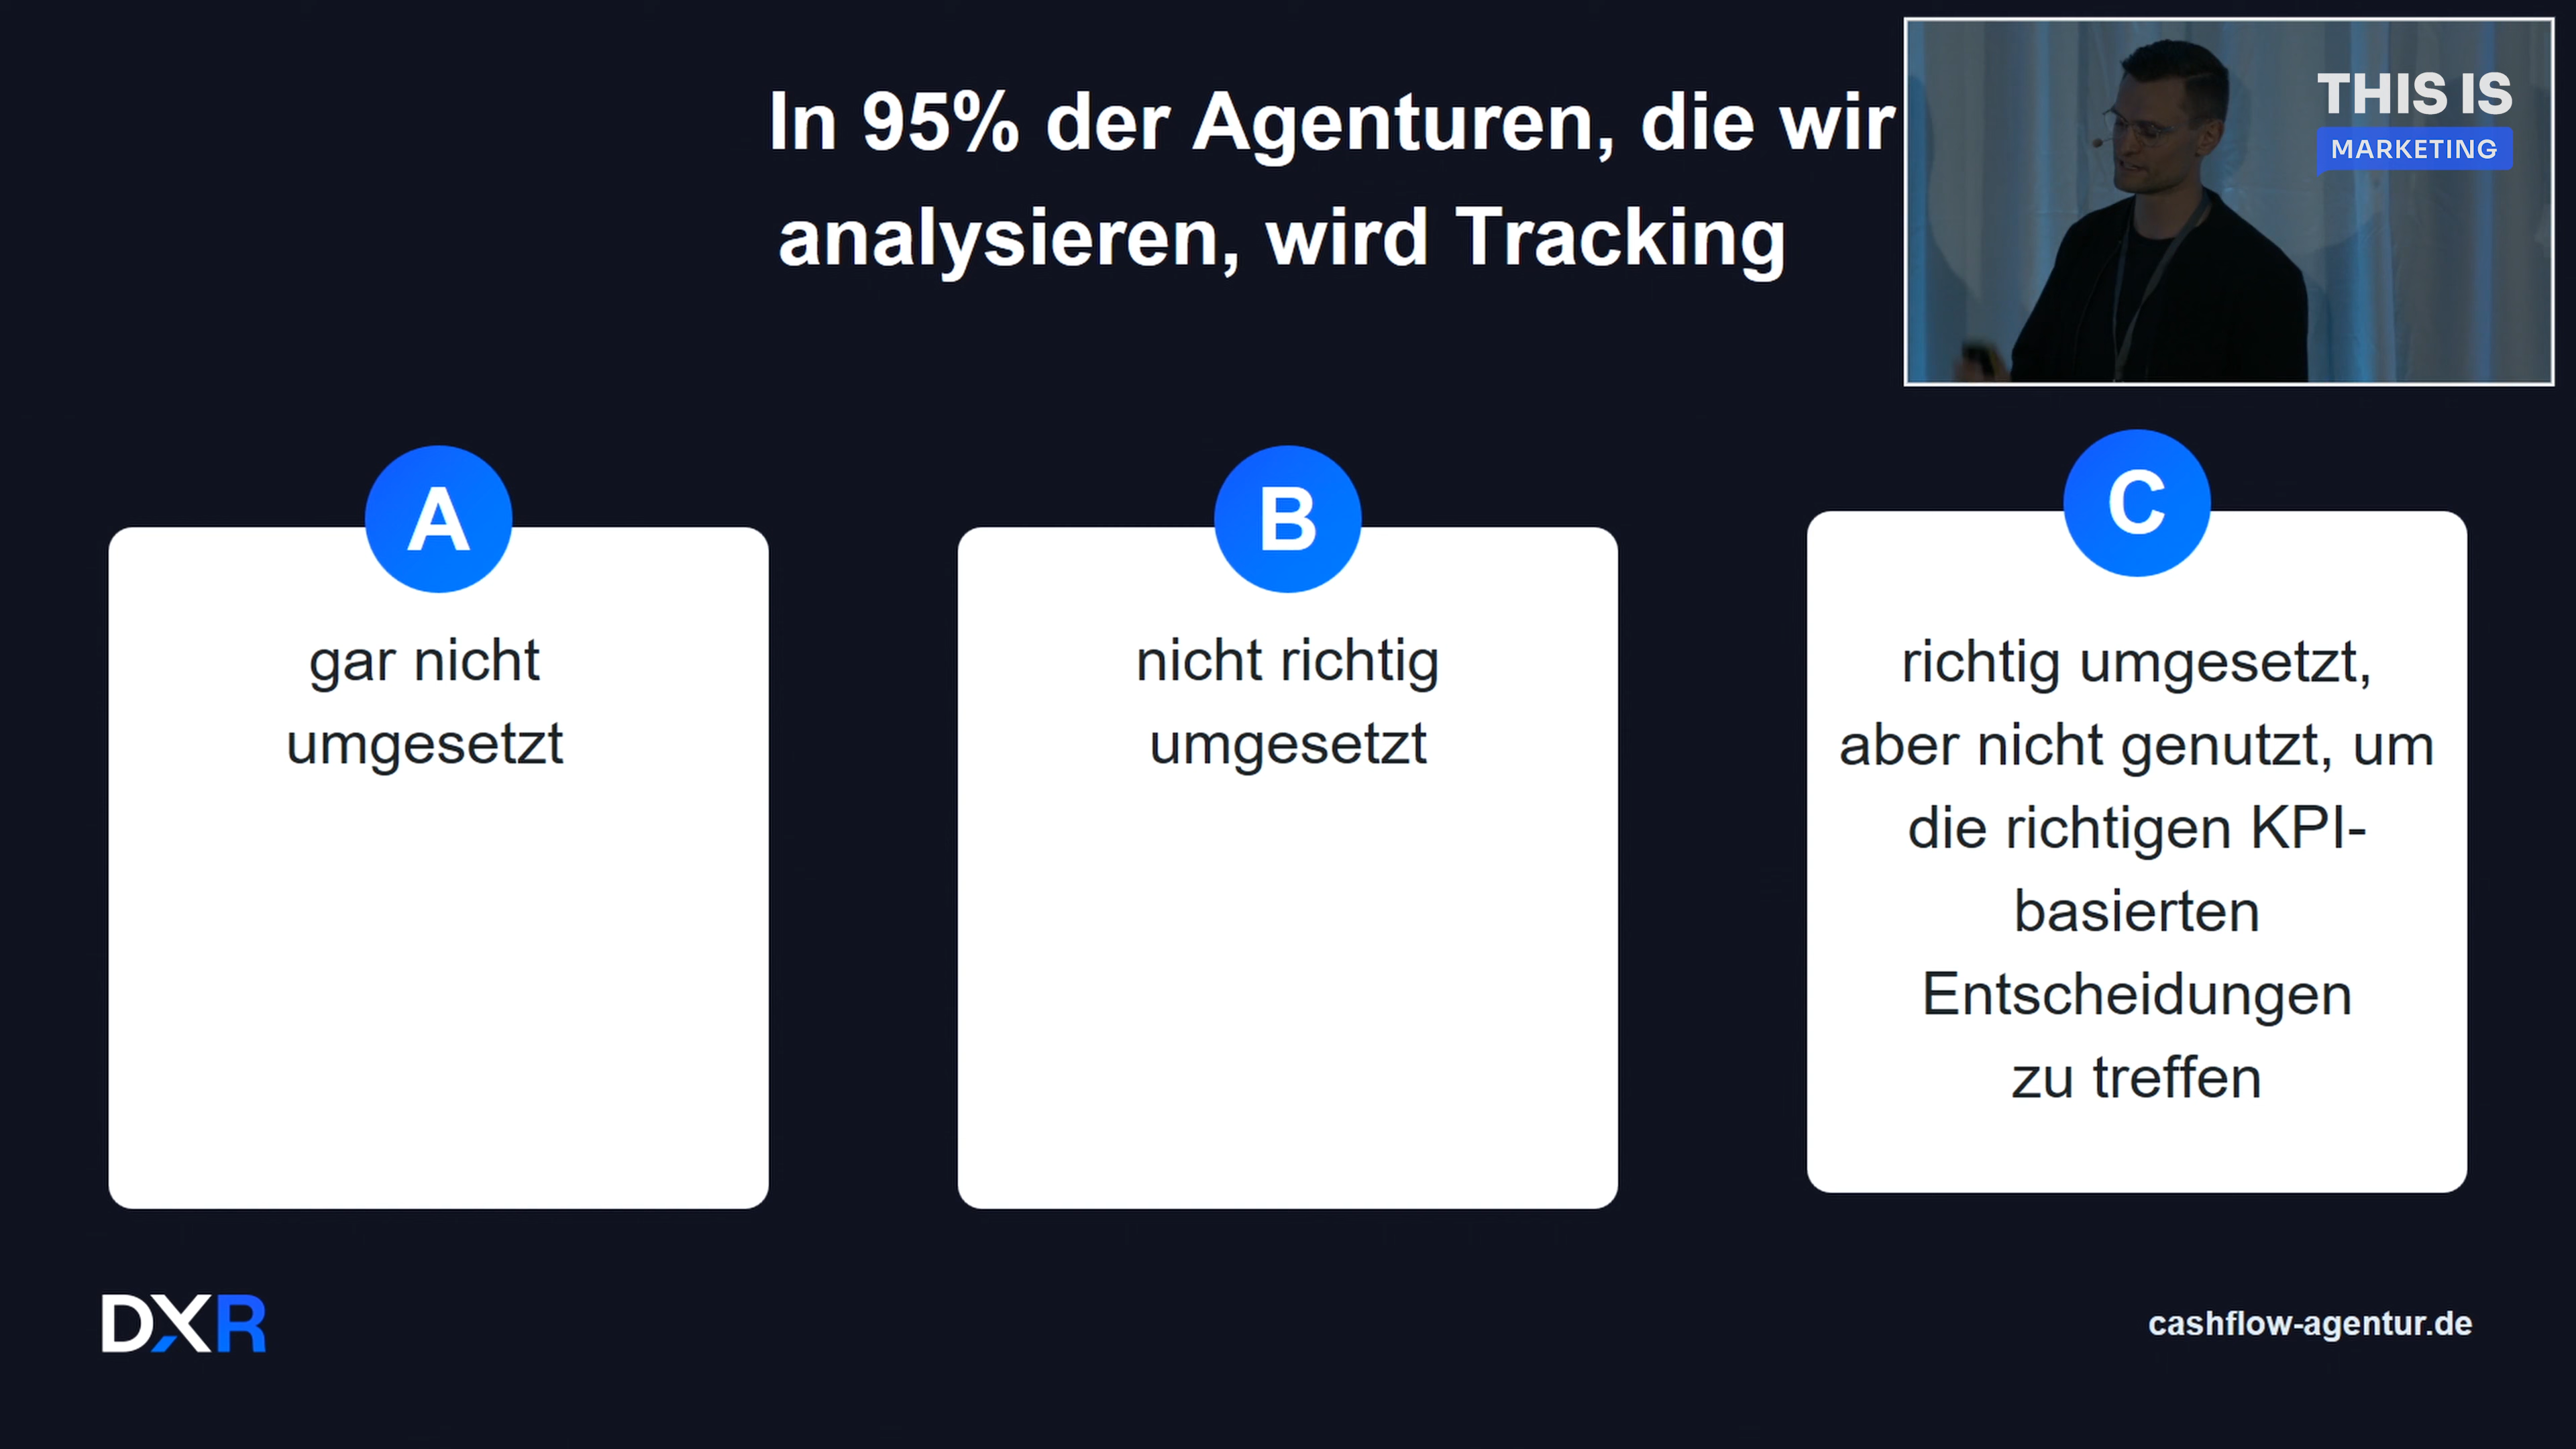 In 95% der Agenturen, die wir
analysieren, wird Tracking
THIS IS
MARKETING
A
gar nicht
umgesetzt
B
nicht richtig
umgesetzt
C
richtig umgesetzt,
aber nicht genutzt, um
die richtigen KPI-
basierten
Entscheidungen
zu treffen
DXR
cashflow-agentur.de